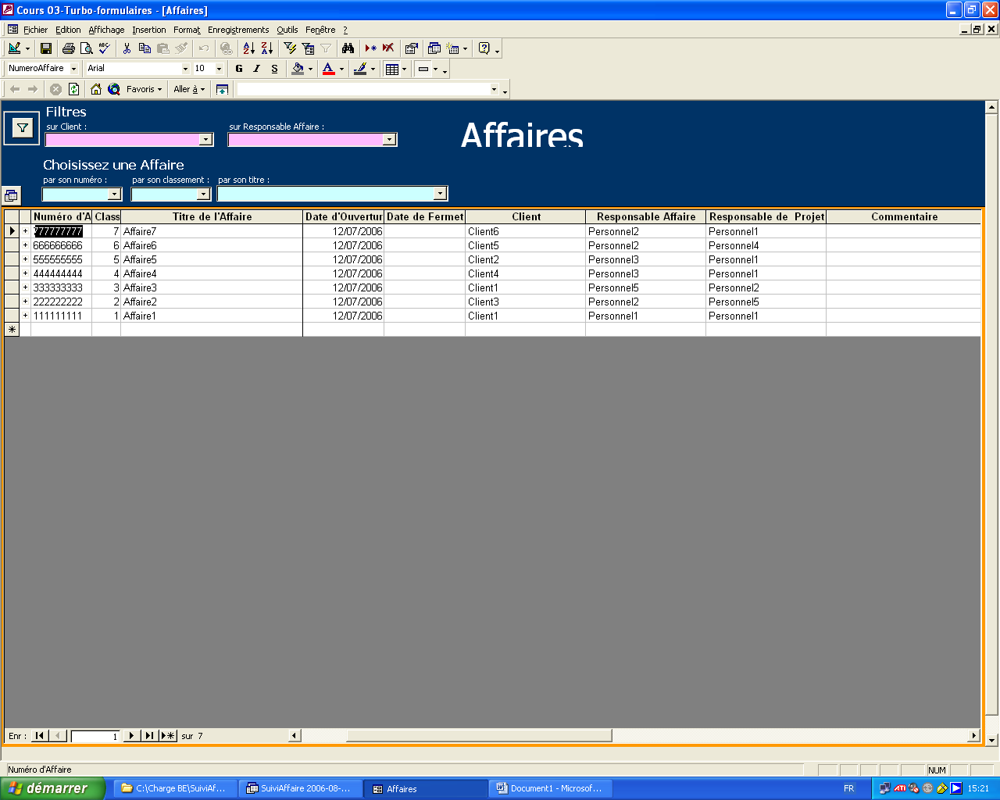 Cours 03-Turbo-formulaires - [Affaires]
Fichier Edition Affichage Insertion Format Enregistrements Outils Fenêtre ?
NumeroAffaire Arial 10 G I S
Favoris Aller à
Filtres
sur Client : sur Responsable Affaire :
Affaires
Choisissez une Affaire
par son numéro : par son classement : par son titre :
Numéro d'A Class Titre de l'Affaire Date d'Ouvertur Date de Fermet Client Responsable Affaire Responsable de Projet Commentaire
777777777 7 Affaire7 12/07/2006 Client6 Personnel2 Personnel1
666666666 6 Affaire6 12/07/2006 Client5 Personnel2 Personnel4
555555555 5 Affaire5 12/07/2006 Client2 Personnel3 Personnel1
444444444 4 Affaire4 12/07/2006 Client4 Personnel3 Personnel1
333333333 3 Affaire3 12/07/2006 Client1 Personnel5 Personnel2
222222222 2 Affaire2 12/07/2006 Client3 Personnel2 Personnel5
111111111 1 Affaire1 12/07/2006 Client1 Personnel1 Personnel1
Enr : 1 sur 7
Numéro d'Affaire NUM
démarrer C:\Charge BE\SuiviAf... SuiviAffaire 2006-08-... Affaires Document1 - Microsof... FR ATI 15:21